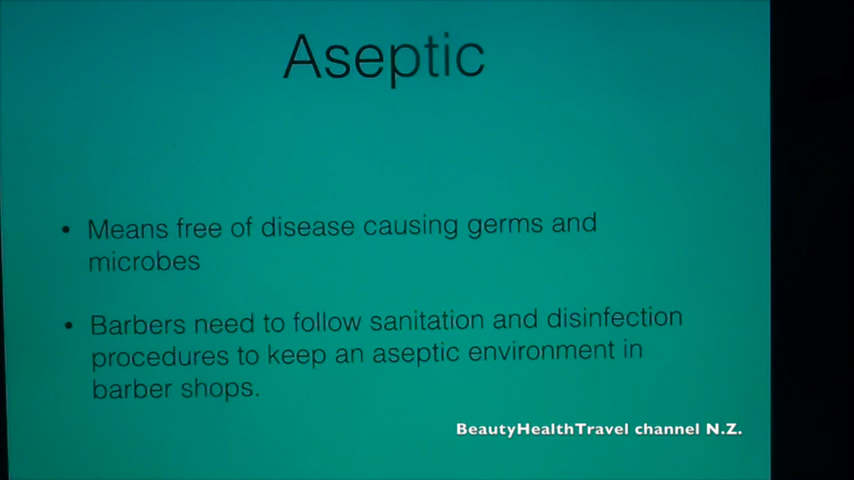 Aseptic
• Means free of disease causing germs and
microbes
• Barbers need to follow sanitation and disinfection
procedures to keep an aseptic environment in
barber shops.
BeautyHealthTravel channel N.Z.